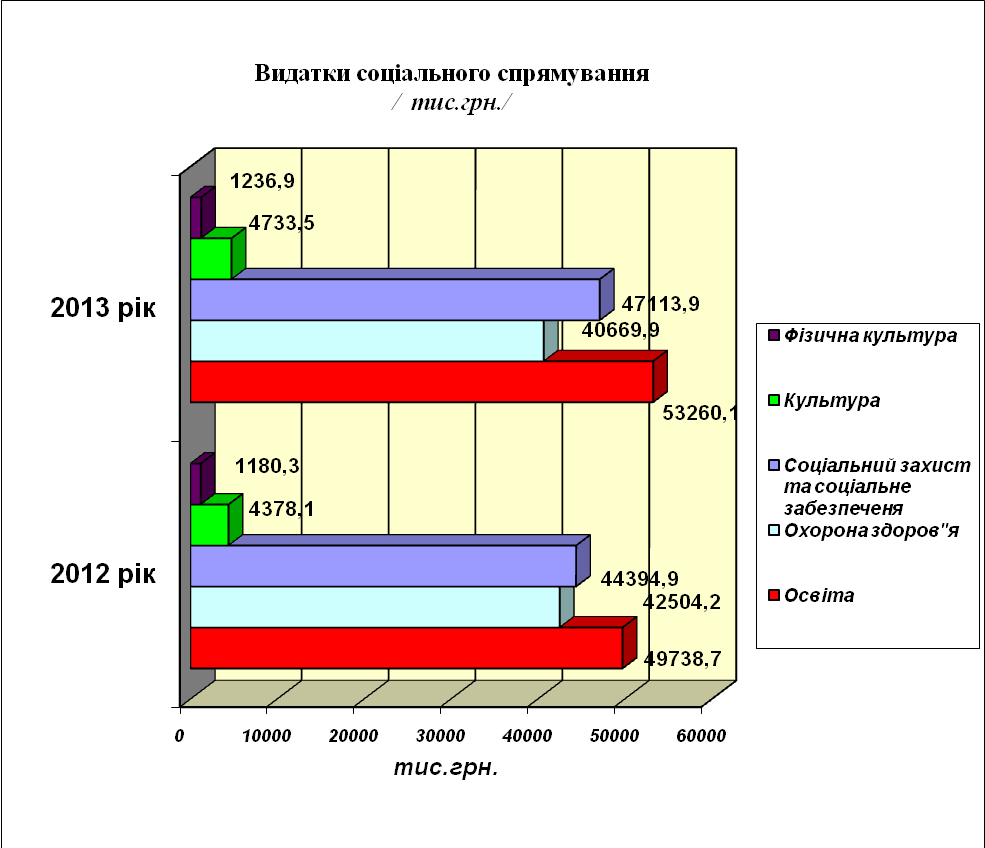 Видатки соціального спрямування
/ тис.грн./
1236,9
4733,5
2013 рік
47113,9
40669,9
53260,1
1180,3
4378,1
2012 рік
44394,9
42504,2
49738,7
0 10000 20000 30000 40000 50000 60000
тис.грн.
Фізична культура
Культура
Соціальний захист
та соціальне
забезпеченя
Охорона здоров"я
Освіта